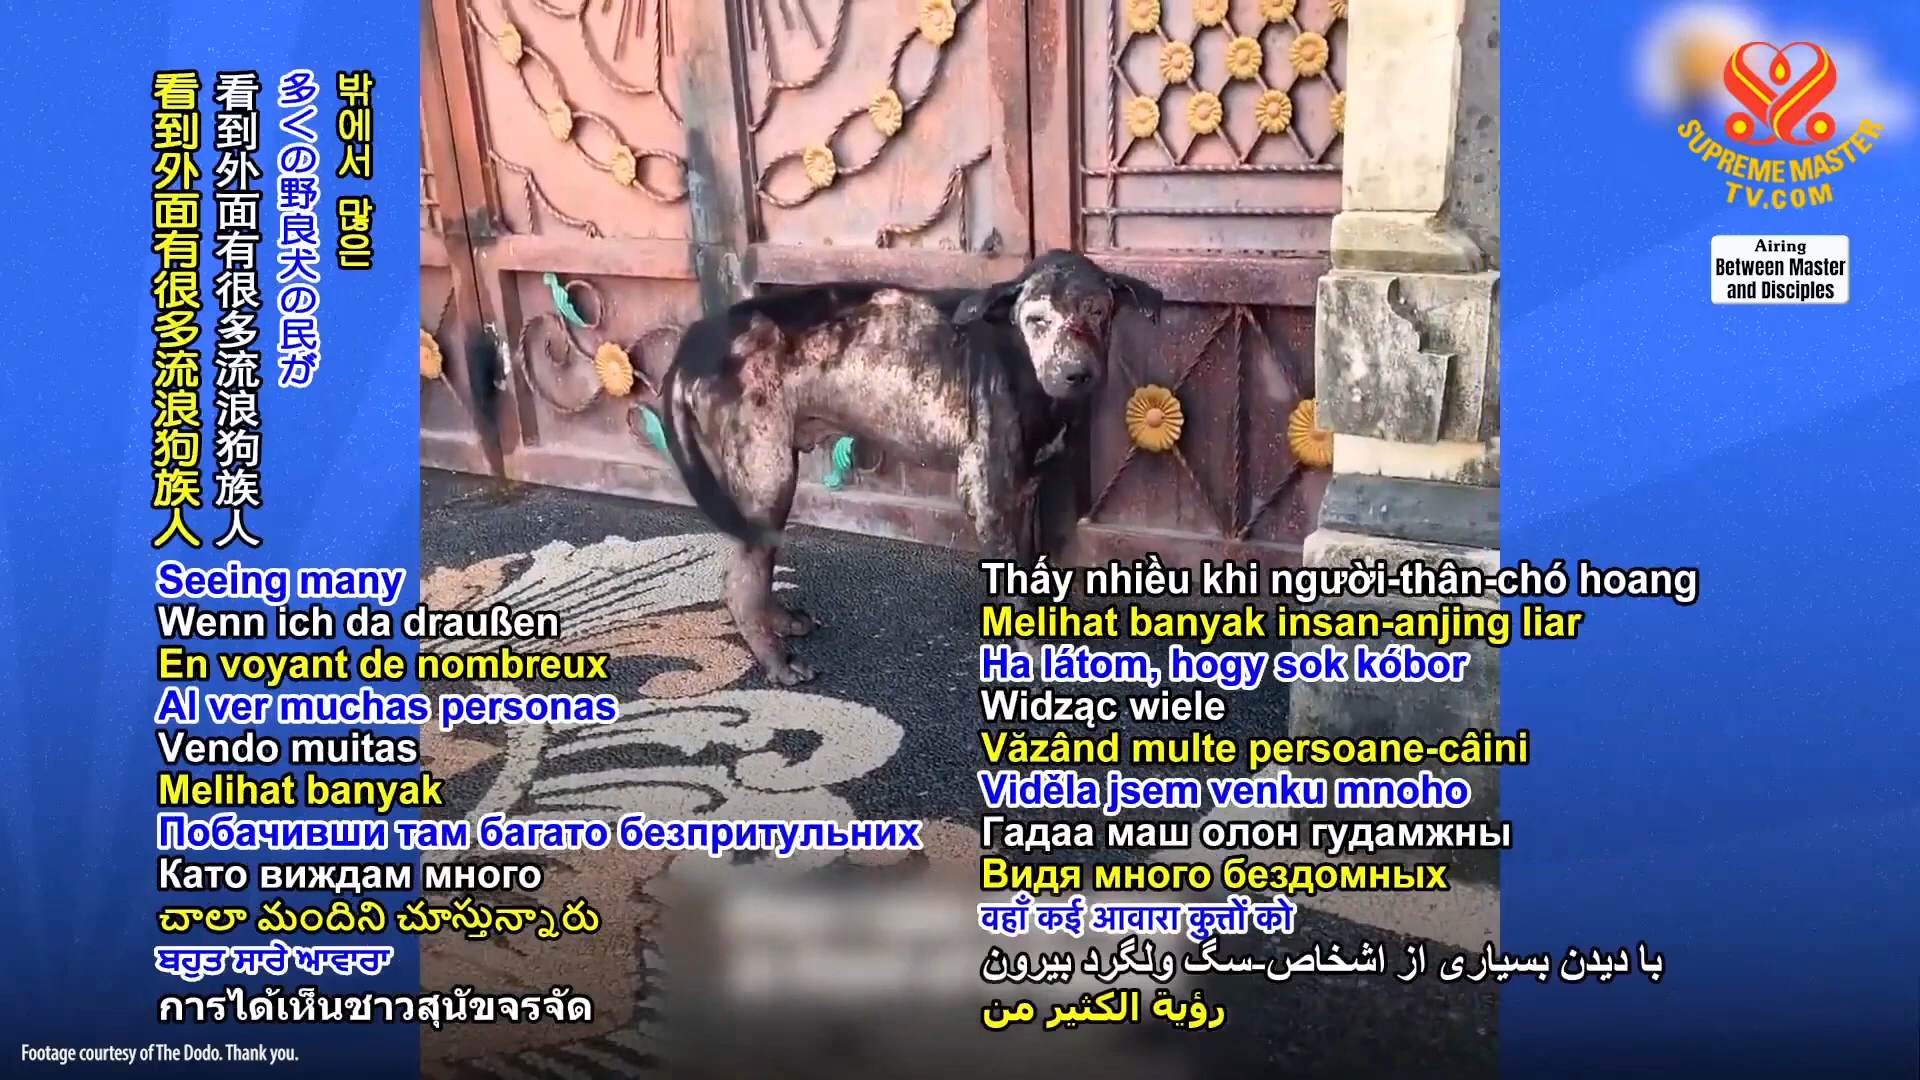 看到外面有很多流浪狗族人
看到外面有很多流浪狗族人
多くの野良犬の民が
밖에서 많은
SUPREME MASTER
TV.COM
Airing
Between Master
and Disciples
Seeing many
Wenn ich da draußen
En voyant de nombreux
Al ver muchas personas
Vendo muitas
Melihat banyak
Побачивши там багато безпритульних
Като виждам много
చాలా మందిని చూస్తున్నారు
ਬਹੁਤ ਸਾਰੇ ਆਵਾਰਾ
การได้เห็นชาวสุนัขจรจัด
Thấy nhiều khi người-thân-chó hoang
Melihat banyak insan-anjing liar
Ha látom, hogy sok kóbor
Widząc wiele
Văzând multe persoane-câini
Viděla jsem venku mnoho
Гадаа маш олон гудамжны
Видя много бездомных
वहाँ कई आवारा कुत्तों को
با دیدن بسیاری از اشخاص-سگ ولگرد بیرون
رؤية الكثير من
Footage courtesy of The Dodo. Thank you.